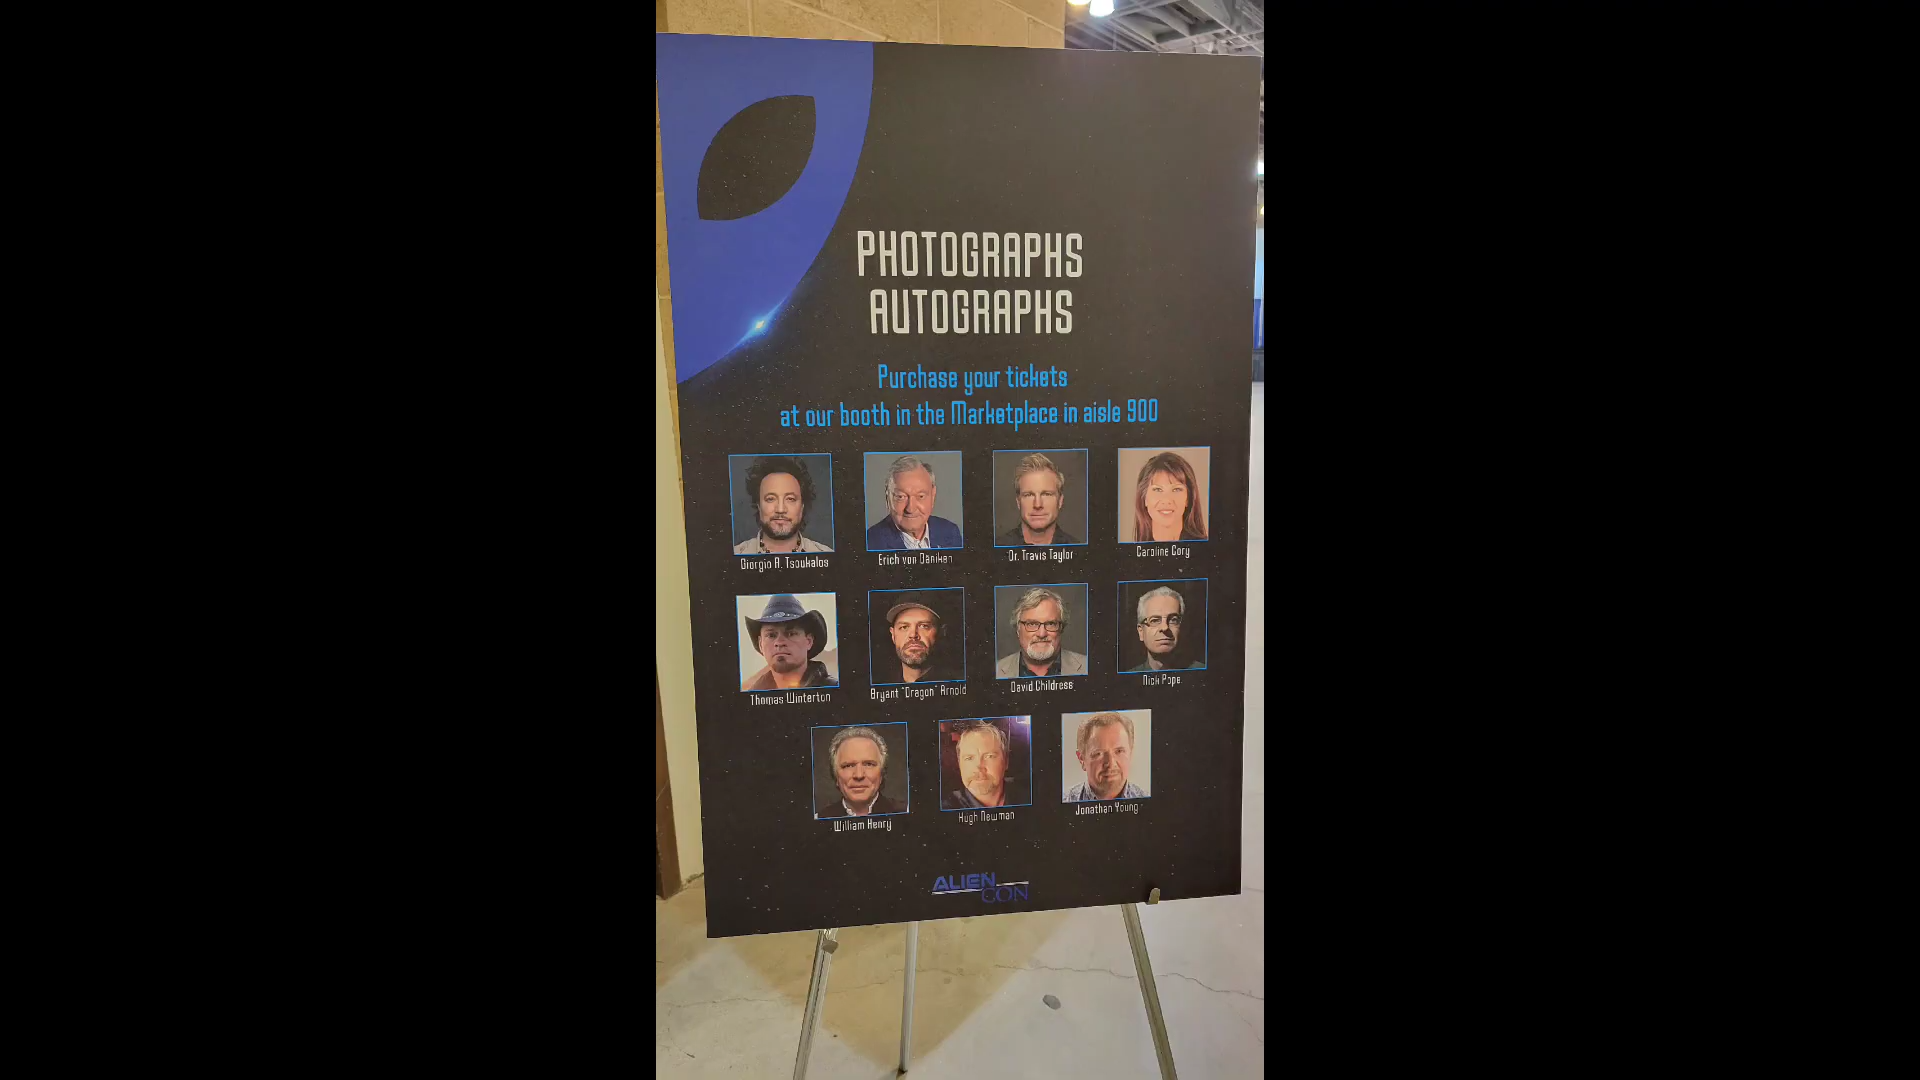 PHOTOGRAPHS
AUTOGRAPHS
Purchase your tickets
at our booth in the Marketplace in aisle 900
Giorgio A. Tsoukalos
Erich von Däniken
Dr. Travis Taylor
Caroline Cory
Thomas Winterton
Bryant "Dragon" Arnold
David Childress
Nick Pope
William Henry
Hugh Newman
Jonathan Young
ALIEN
CON